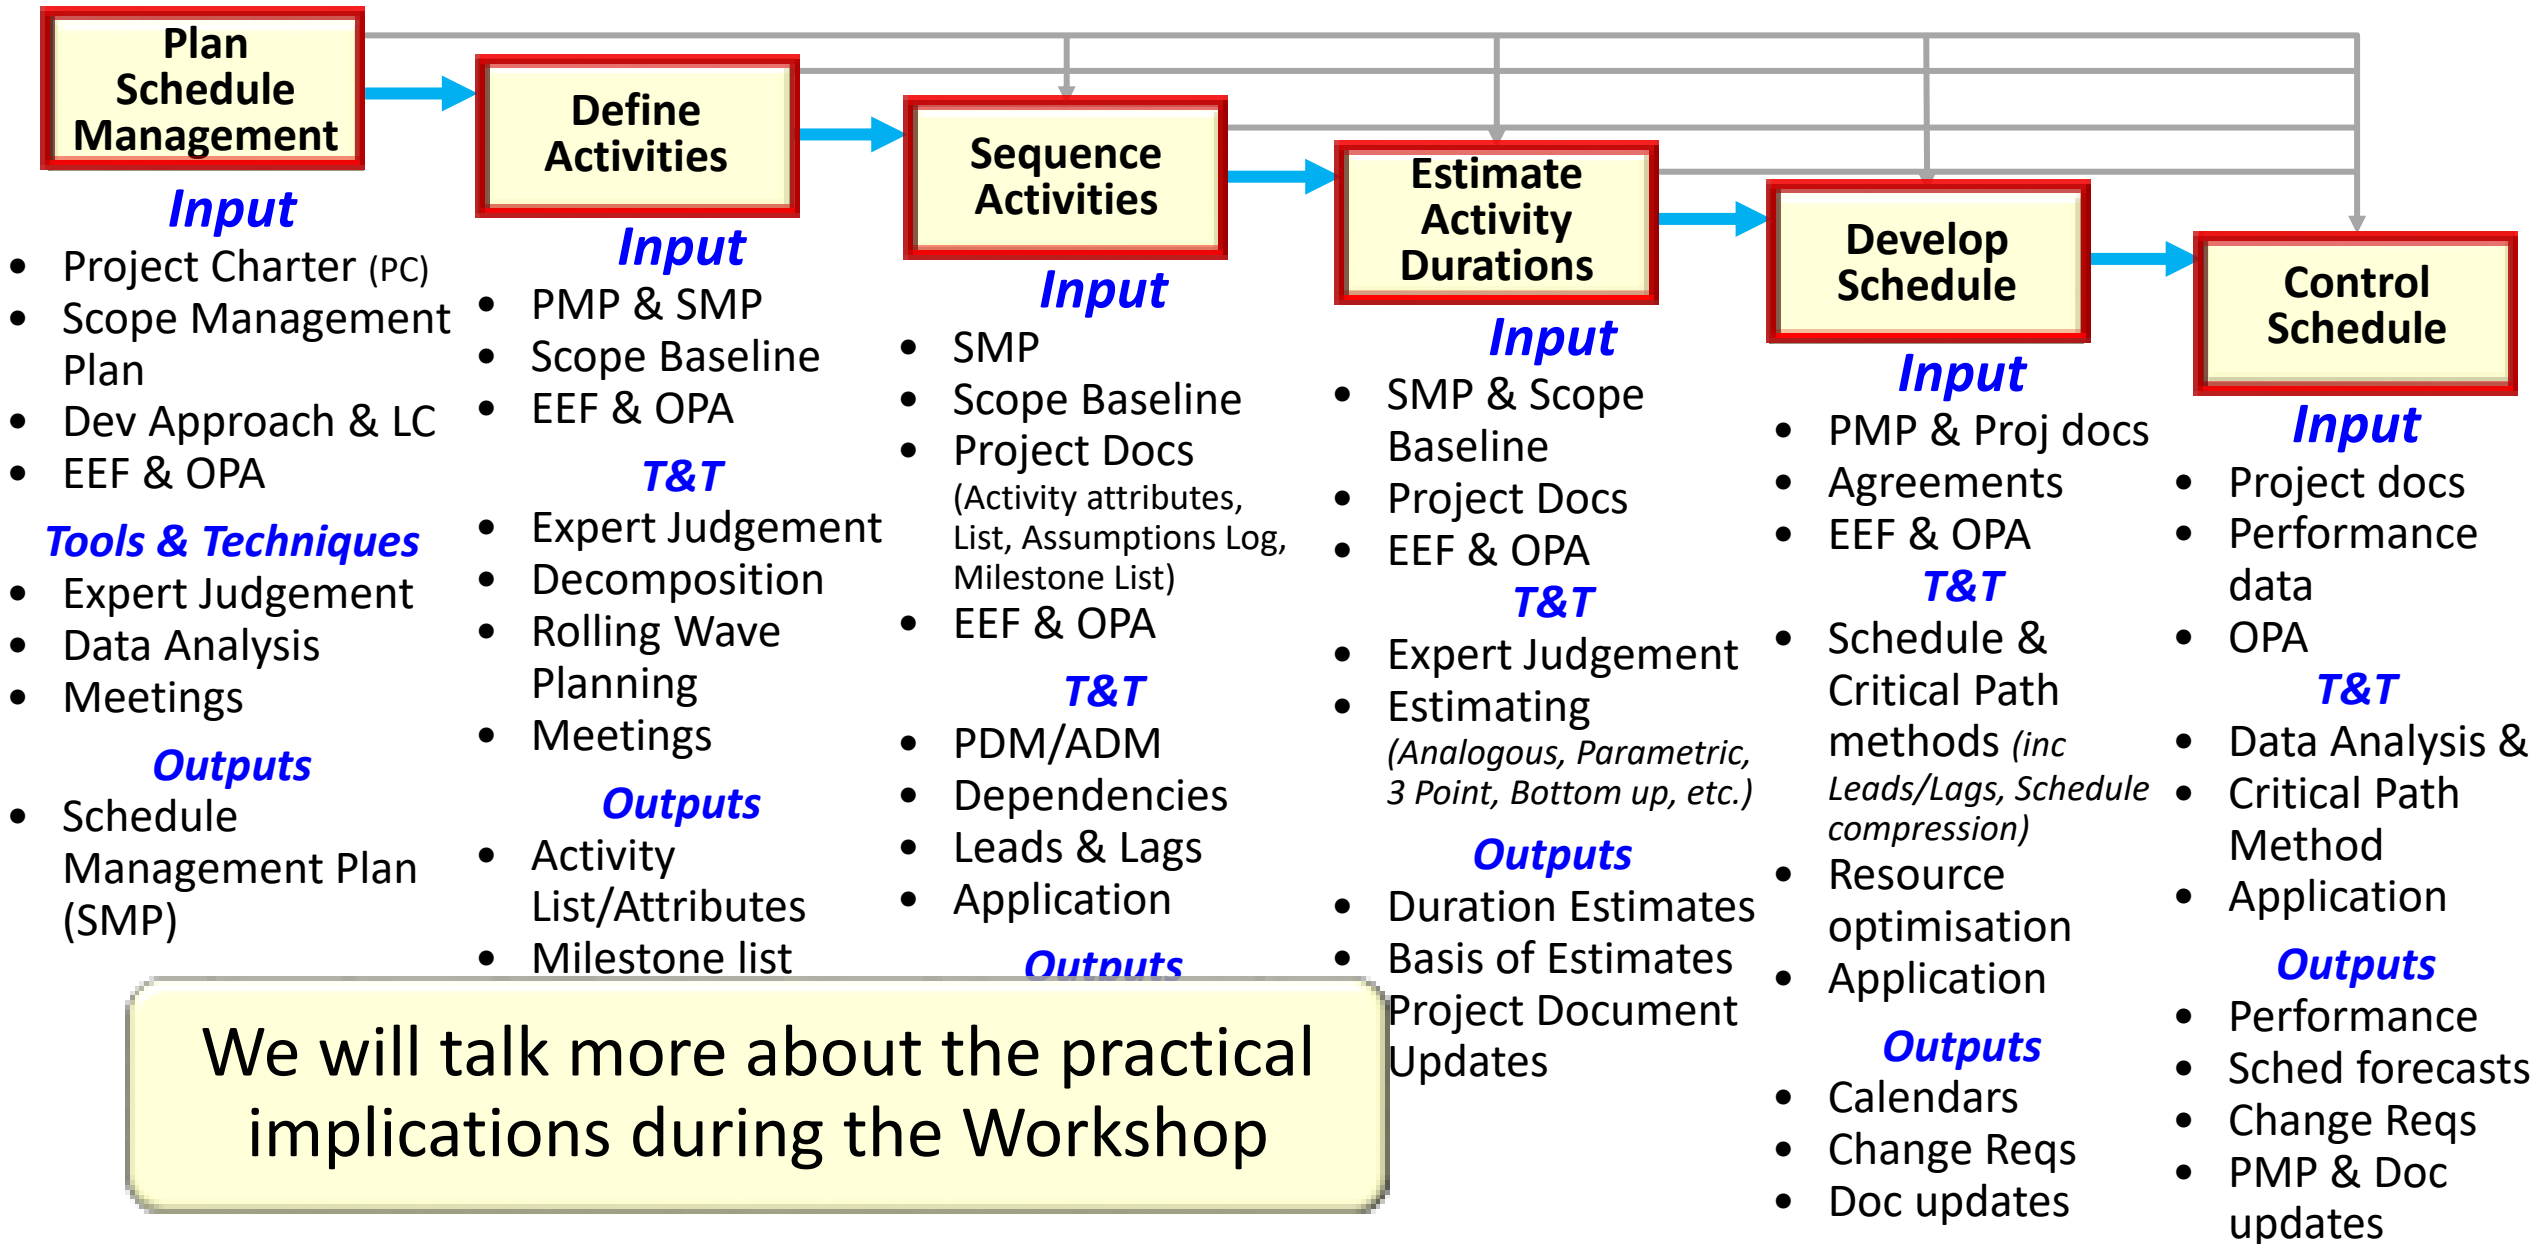 Plan
Schedule
Management
Input
• Project Charter (PC)
• Scope Management
Plan
• Dev Approach & LC
• EEF & OPA
Tools & Techniques
• Expert Judgement
• Data Analysis
• Meetings
Outputs
• Schedule
Management Plan
(SMP)
Define
Activities
Input
• PMP & SMP
• Scope Baseline
• EEF & OPA
T&T
• Expert Judgement
• Decomposition
• Rolling Wave
Planning
• Meetings
Outputs
• Activity
List/Attributes
• Milestone list
Sequence
Activities
Input
• SMP
• Scope Baseline
• Project Docs
(Activity attributes,
List, Assumptions Log,
Milestone List)
• EEF & OPA
T&T
• PDM/ADM
• Dependencies
• Leads & Lags
• Application
Outputs
Estimate
Activity
Durations
Input
• SMP & Scope
Baseline
• Project Docs
• EEF & OPA
T&T
• Expert Judgement
• Estimating
(Analogous, Parametric,
3 Point, Bottom up, etc.)
Outputs
• Duration Estimates
• Basis of Estimates
Project Document
Updates
Develop
Schedule
Input
• PMP & Proj docs
• Agreements
• EEF & OPA
T&T
• Schedule &
Critical Path
methods (inc
Leads/Lags, Schedule
compression)
• Resource
optimisation
• Application
Outputs
• Calendars
• Change Reqs
• Doc updates
Control
Schedule
Input
• Project docs
• Performance
data
• OPA
T&T
• Data Analysis &
• Critical Path
Method
• Application
Outputs
• Performance
• Sched forecasts
• Change Reqs
• PMP & Doc
updates
We will talk more about the practical
implications during the Workshop